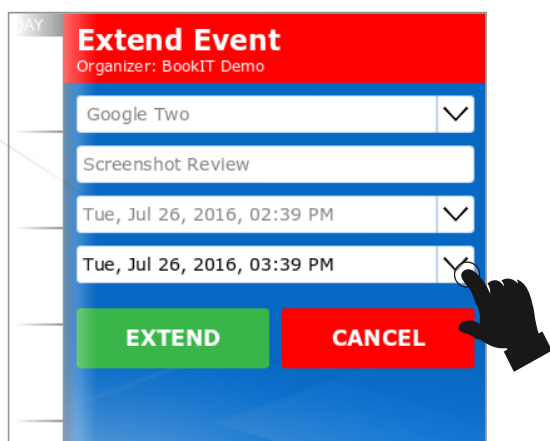 Extend Event
Organizer: BookIT Demo
Google Two
Screenshot Review
Tue, Jul 26, 2016, 02:39 PM
Tue, Jul 26, 2016, 03:39 PM
EXTEND CANCEL